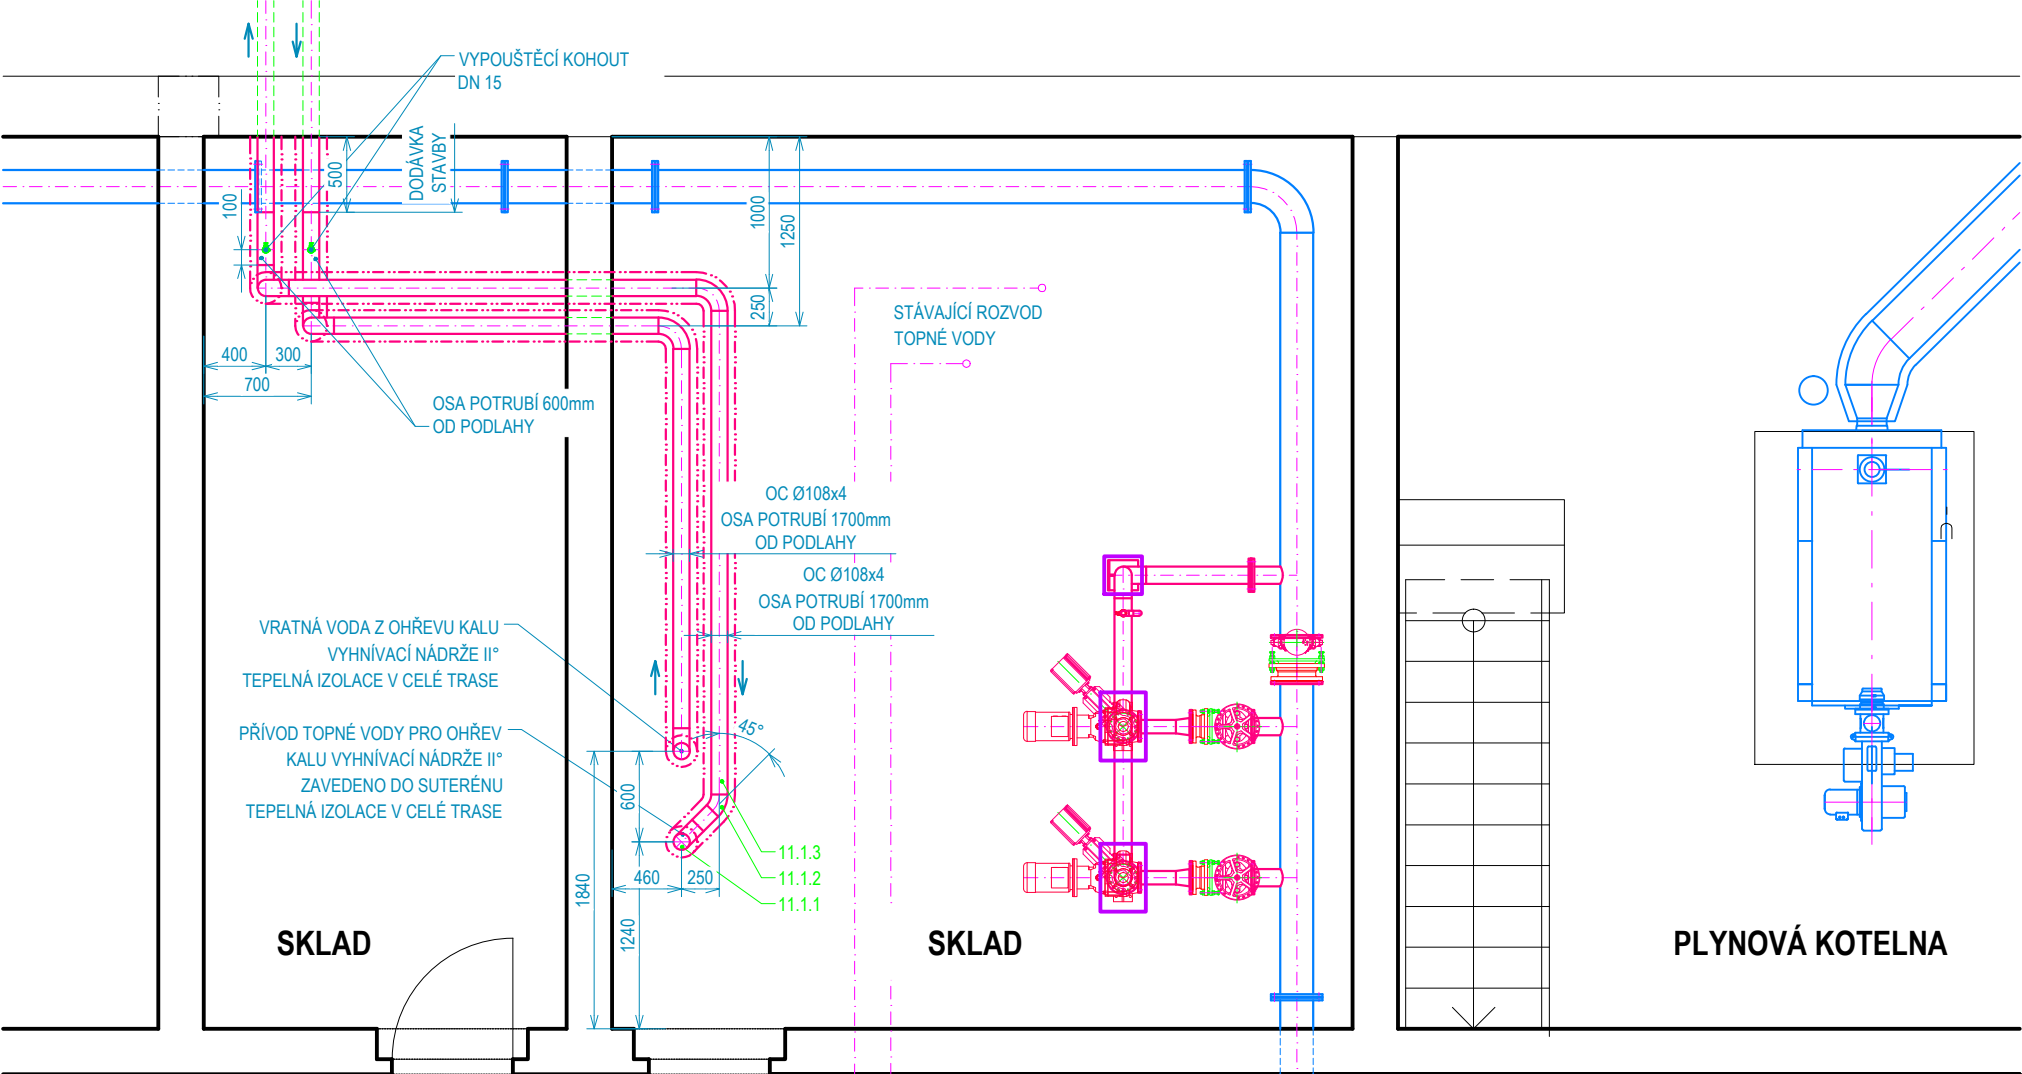 VYPOUŠTĚCÍ KOHOUT
DN 15
DODÁVKA
STAVBY
500
100
1000
1250
250
STÁVAJÍCÍ ROZVOD
TOPNÉ VODY
400
300
700
OSA POTRUBÍ 600mm
OD PODLAHY
OC Ø108x4
OSA POTRUBÍ 1700mm
OD PODLAHY
OC Ø108x4
OSA POTRUBÍ 1700mm
OD PODLAHY
VRATNÁ VODA Z OHŘEVU KALU
VYHNÍVACÍ NÁDRŽE II°
TEPELNÁ IZOLACE V CELÉ TRASE
PŘÍVOD TOPNÉ VODY PRO OHŘEV
KALU VYHNÍVACÍ NÁDRŽE II°
ZAVEDENO DO SUTERÉNU
TEPELNÁ IZOLACE V CELÉ TRASE
45°
600
11.1.3
11.1.2
11.1.1
460
250
1840
1240
SKLAD
SKLAD
PLYNOVÁ KOTELNA